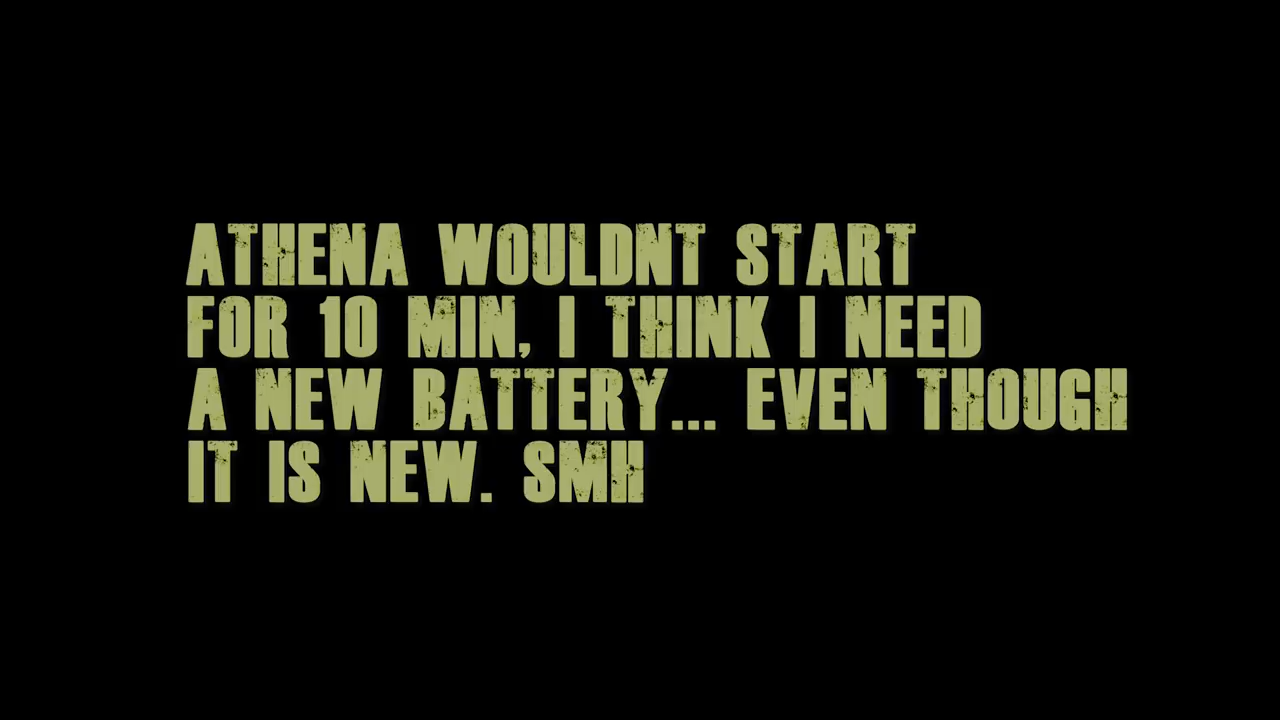 ATHENA WOULDNT START
FOR 10 MIN, I THINK I NEED
A NEW BATTERY... EVEN THOUGH
IT IS NEW. SMH